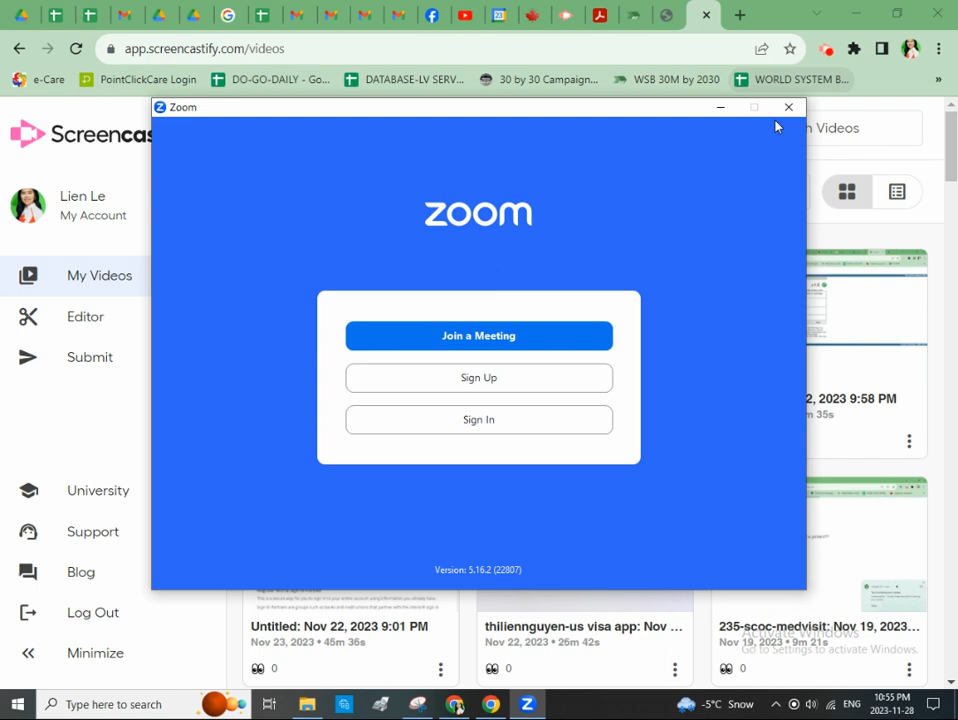 app.screencastify.com/videos
e-Care
PointClickCare Login
DO-GO-DAILY - Go...
DATABASE-LV SERV...
30 by 30 Campaign...
WSB 30M by 2030
WORLD SYSTEM B...
»
Zoom
Screencas
n Videos
Lien Le
My Account
zoom
My Videos
Join a Meeting
Editor
Sign Up
Submit
Sign In
2, 2023 9:58 PM
m 35s
University
Support
Version: 5.16.2 (22807)
Blog
Log Out
Untitled: Nov 22, 2023 9:01 PM
Nov 23, 2023 • 45m 36s
0
thiliennguyen-us visa app: Nov ...
Nov 22, 2023 • 26m 42s
0
235-scoc-medvisit: Nov 19, 2023...
Nov 19, 2023 • 9m 21s
0
Activate Windows
Go to Settings to activate Windows.
Minimize
Type here to search
-5°C Snow
ENG
10:55 PM
2023-11-28